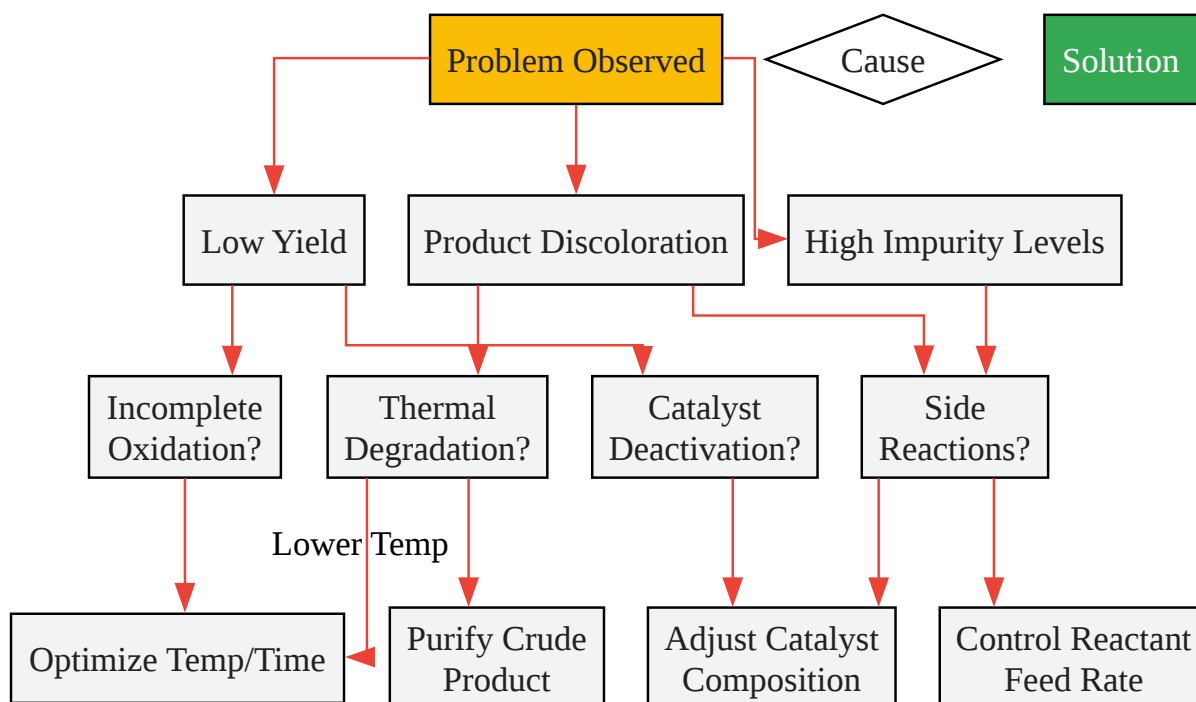 Problem Observed
Cause
Solution
Low Yield
Product Discoloration
High Impurity Levels
Incomplete
Oxidation?
Thermal
Degradation?
Catalyst
Deactivation?
Side
Reactions?
Lower Temp
Optimize Temp/Time
Purify Crude
Product
Adjust Catalyst
Composition
Control Reactant
Feed Rate